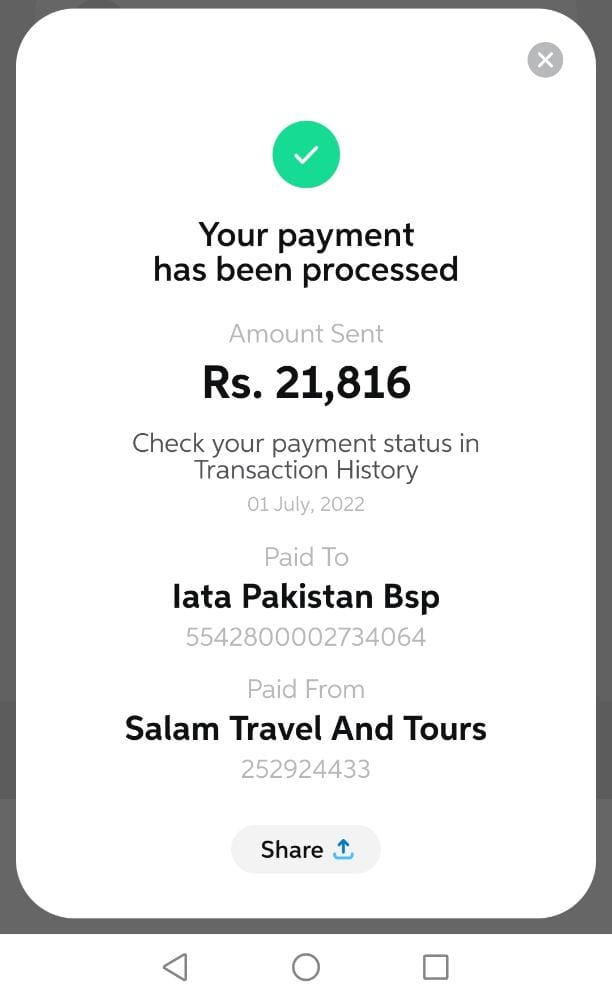 Your payment
has been processed
Amount Sent
Rs. 21,816
Check your payment status in
Transaction History
01 July, 2022
Paid To
Iata Pakistan Bsp
5542800002734064
Paid From
Salam Travel And Tours
252924433
Share